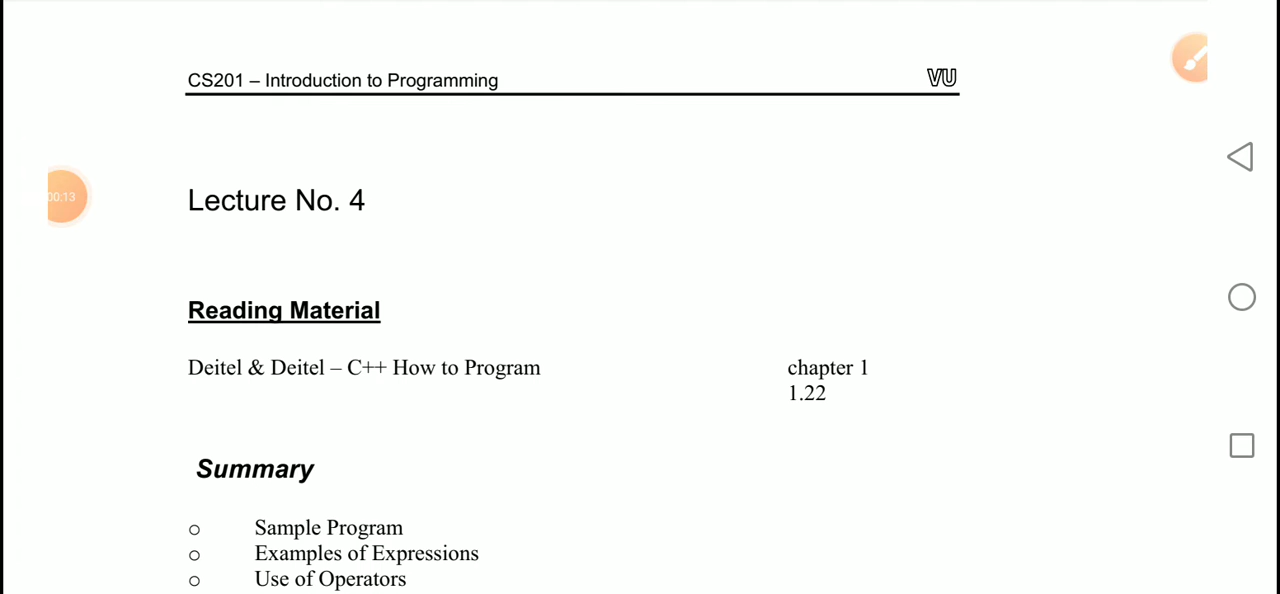 CS201 – Introduction to Programming VU
00:13
Lecture No. 4
Reading Material
Deitel & Deitel – C++ How to Program chapter 1
1.22
Summary
o Sample Program
o Examples of Expressions
o Use of Operators